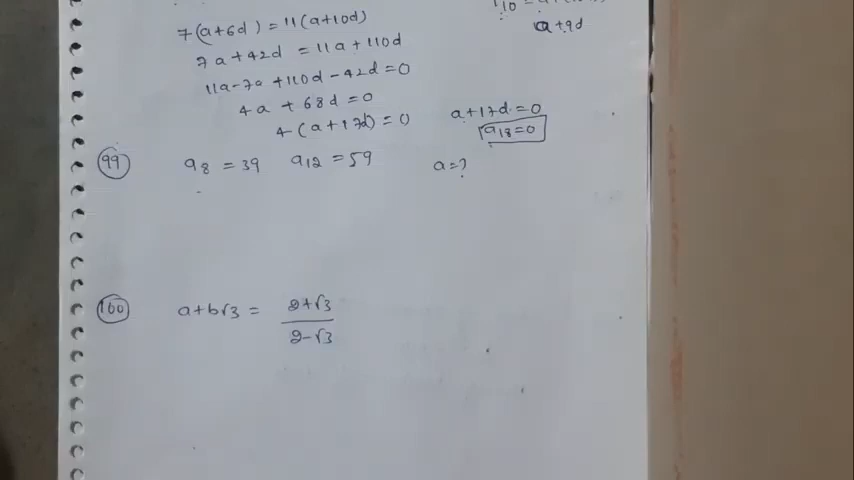 7(a+6d) = 11(a+10d)
a+9d
7a+42d = 11a+110d
11a-7a+110d-42d=0
4a+68d=0
4(a+17d)=0
a+17d=0
a18=0
99 a8=39 a12=59 a=?
100 a+b√3 = 2+√3
2-√3